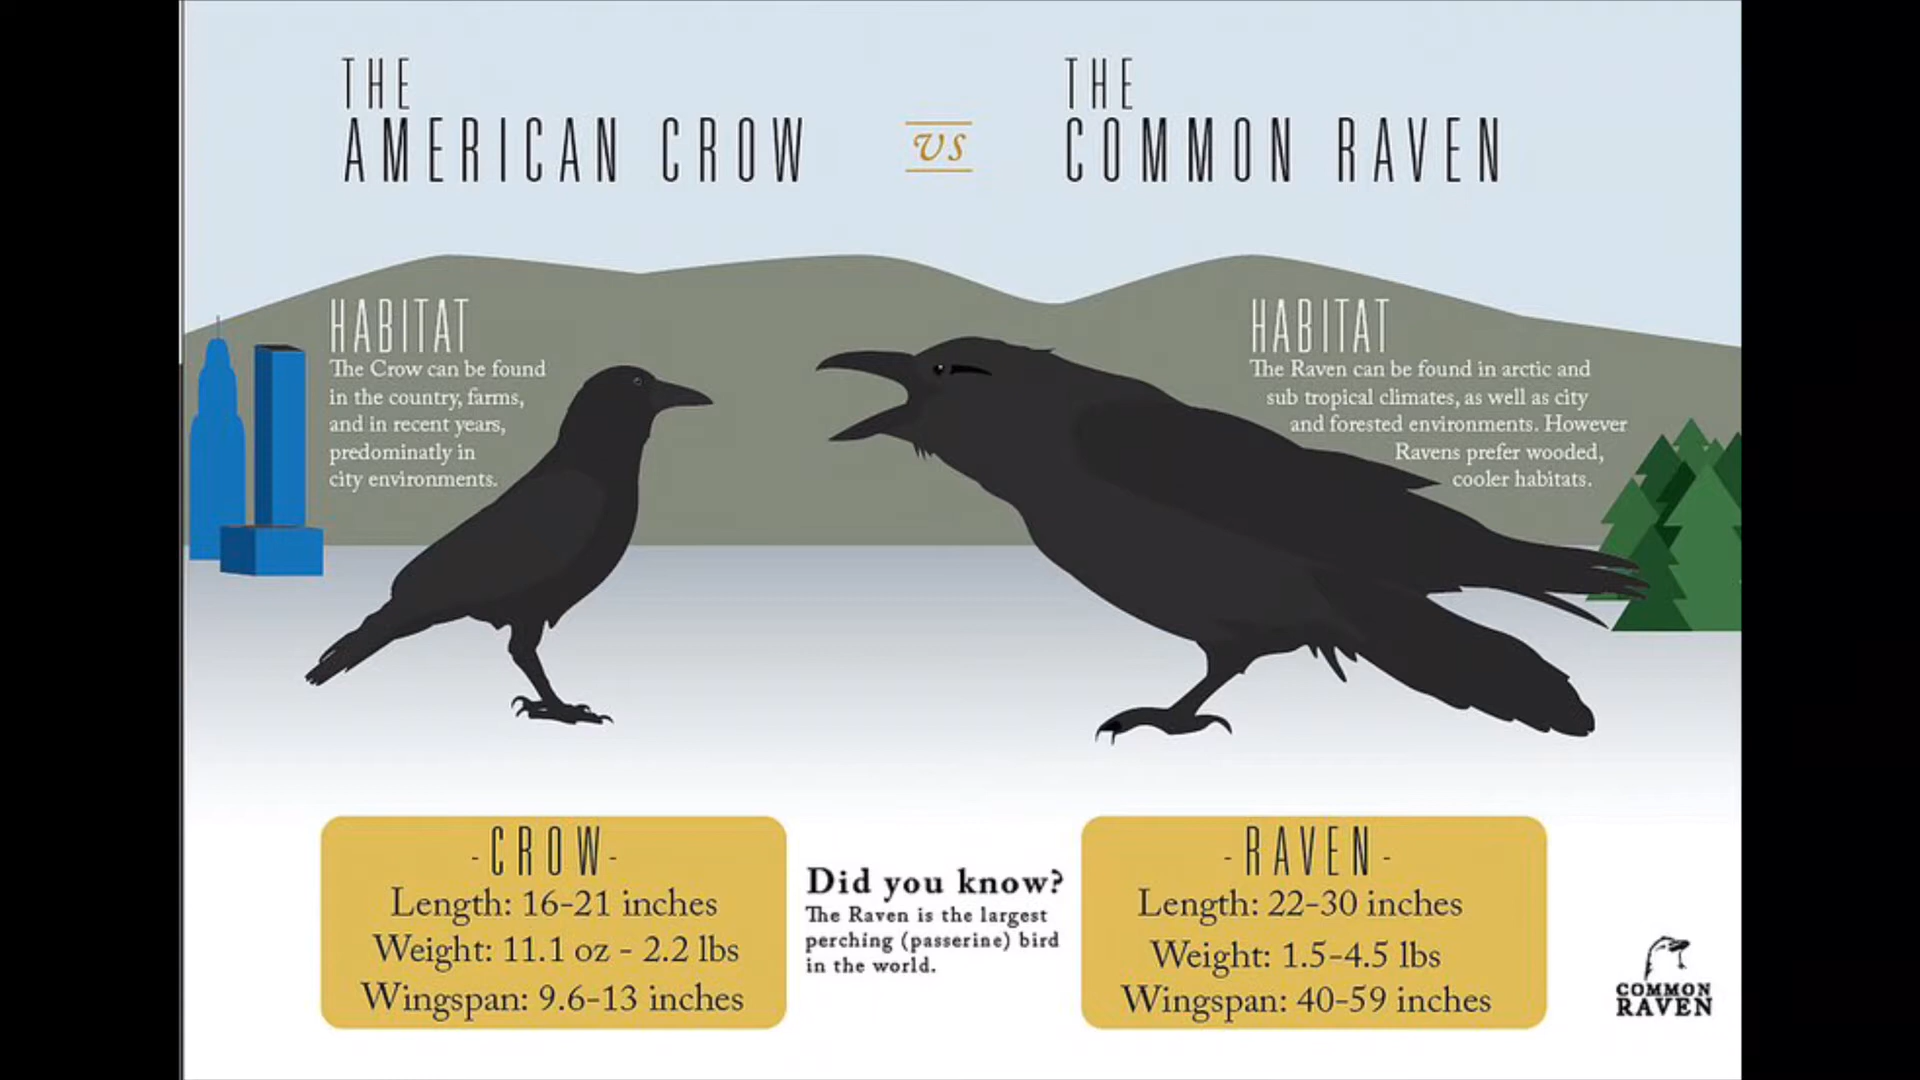 THE
AMERICAN CROW
vs
THE
COMMON RAVEN
HABITAT
The Crow can be found
in the country, farms,
and in recent years,
predominatly in
city environments.
HABITAT
The Raven can be found in arctic and
sub tropical climates, as well as city
and forested environments. However
Ravens prefer wooded,
cooler habitats.
-CROW-
Length: 16-21 inches
Weight: 11.1 oz - 2.2 lbs
Wingspan: 9.6-13 inches
Did you know?
The Raven is the largest
perching (passerine) bird
in the world.
-RAVEN-
Length: 22-30 inches
Weight: 1.5-4.5 lbs
Wingspan: 40-59 inches
COMMON
RAVEN